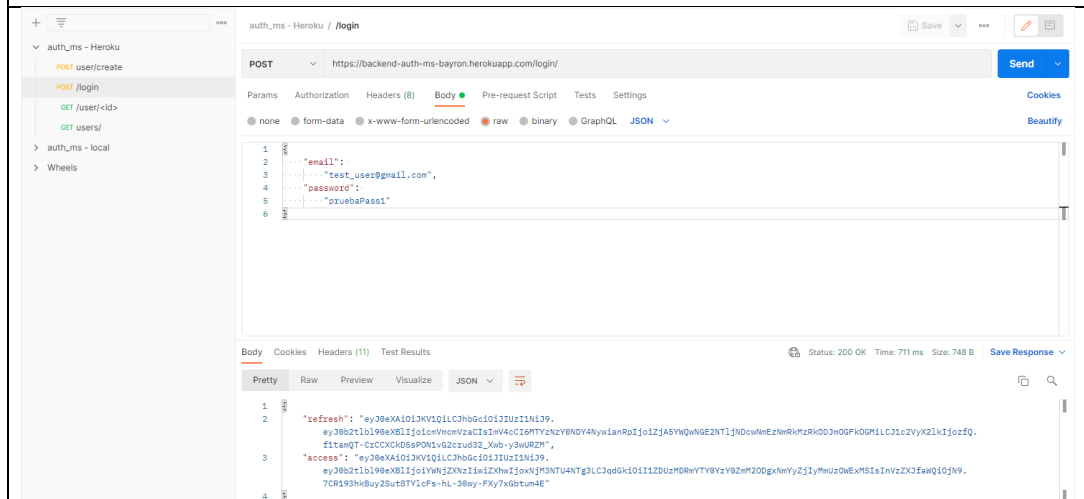 auth_ms - Heroku / /login
Save
auth_ms - Heroku
POST user/create
POST /login
GET /user/<id>
GET users/
auth_ms - local
Wheels
POST https://backend-auth-ms-bayron.herokuapp.com/login/ Send
Params Authorization Headers (8) Body Pre-request Script Tests Settings Cookies
none form-data x-www-form-urlencoded raw binary GraphQL JSON Beautify
1 {
2 "email":
3 "test_user@gmail.com",
4 "password":
5 "pruebaPass1"
6 }
Body Cookies Headers (11) Test Results Status: 200 OK Time: 711 ms Size: 748 B Save Response
Pretty Raw Preview Visualize JSON
1 {
2 "refresh": "eyJ0eXAiOiJKV1QiLCJhbGciOiJIUzI1NiJ9.
3 "access": "eyJ0eXAiOiJKV1QiLCJhbGciOiJIUzI1NiJ9.
4 }